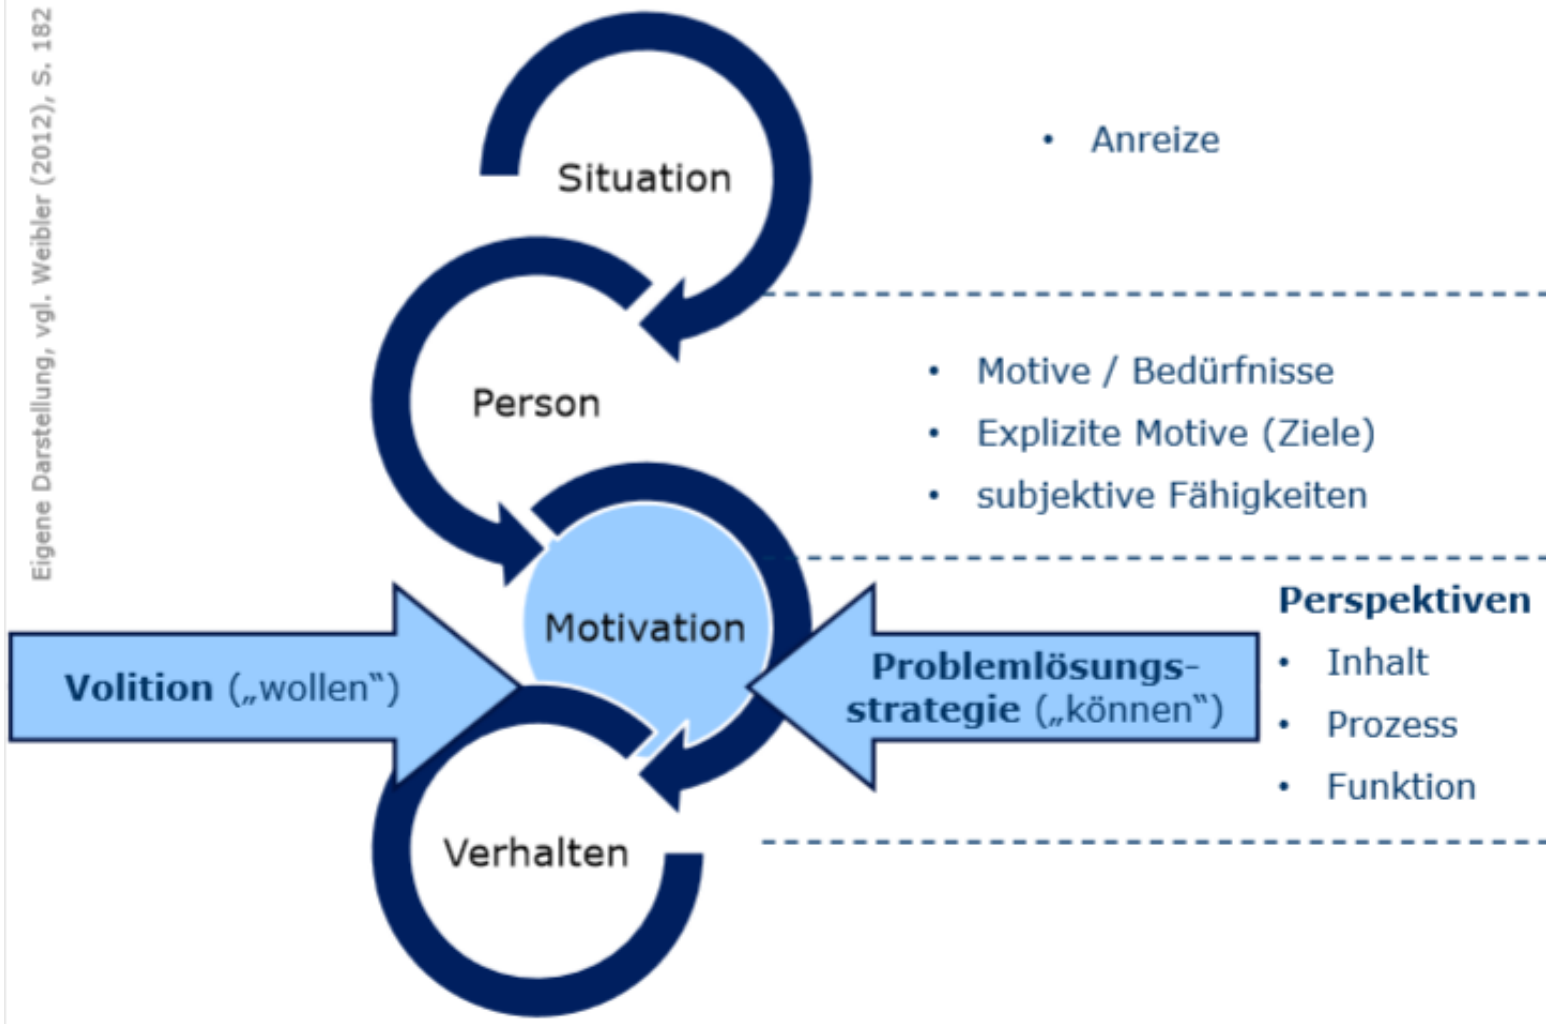 Eigene Darstellung, vgl. Weibler (2012), S. 182
Situation
• Anreize
Person
• Motive / Bedürfnisse
• Explizite Motive (Ziele)
• subjektive Fähigkeiten
Motivation
Volition („wollen“)
Problemlösungs-
strategie („können“)
Perspektiven
• Inhalt
• Prozess
• Funktion
Verhalten